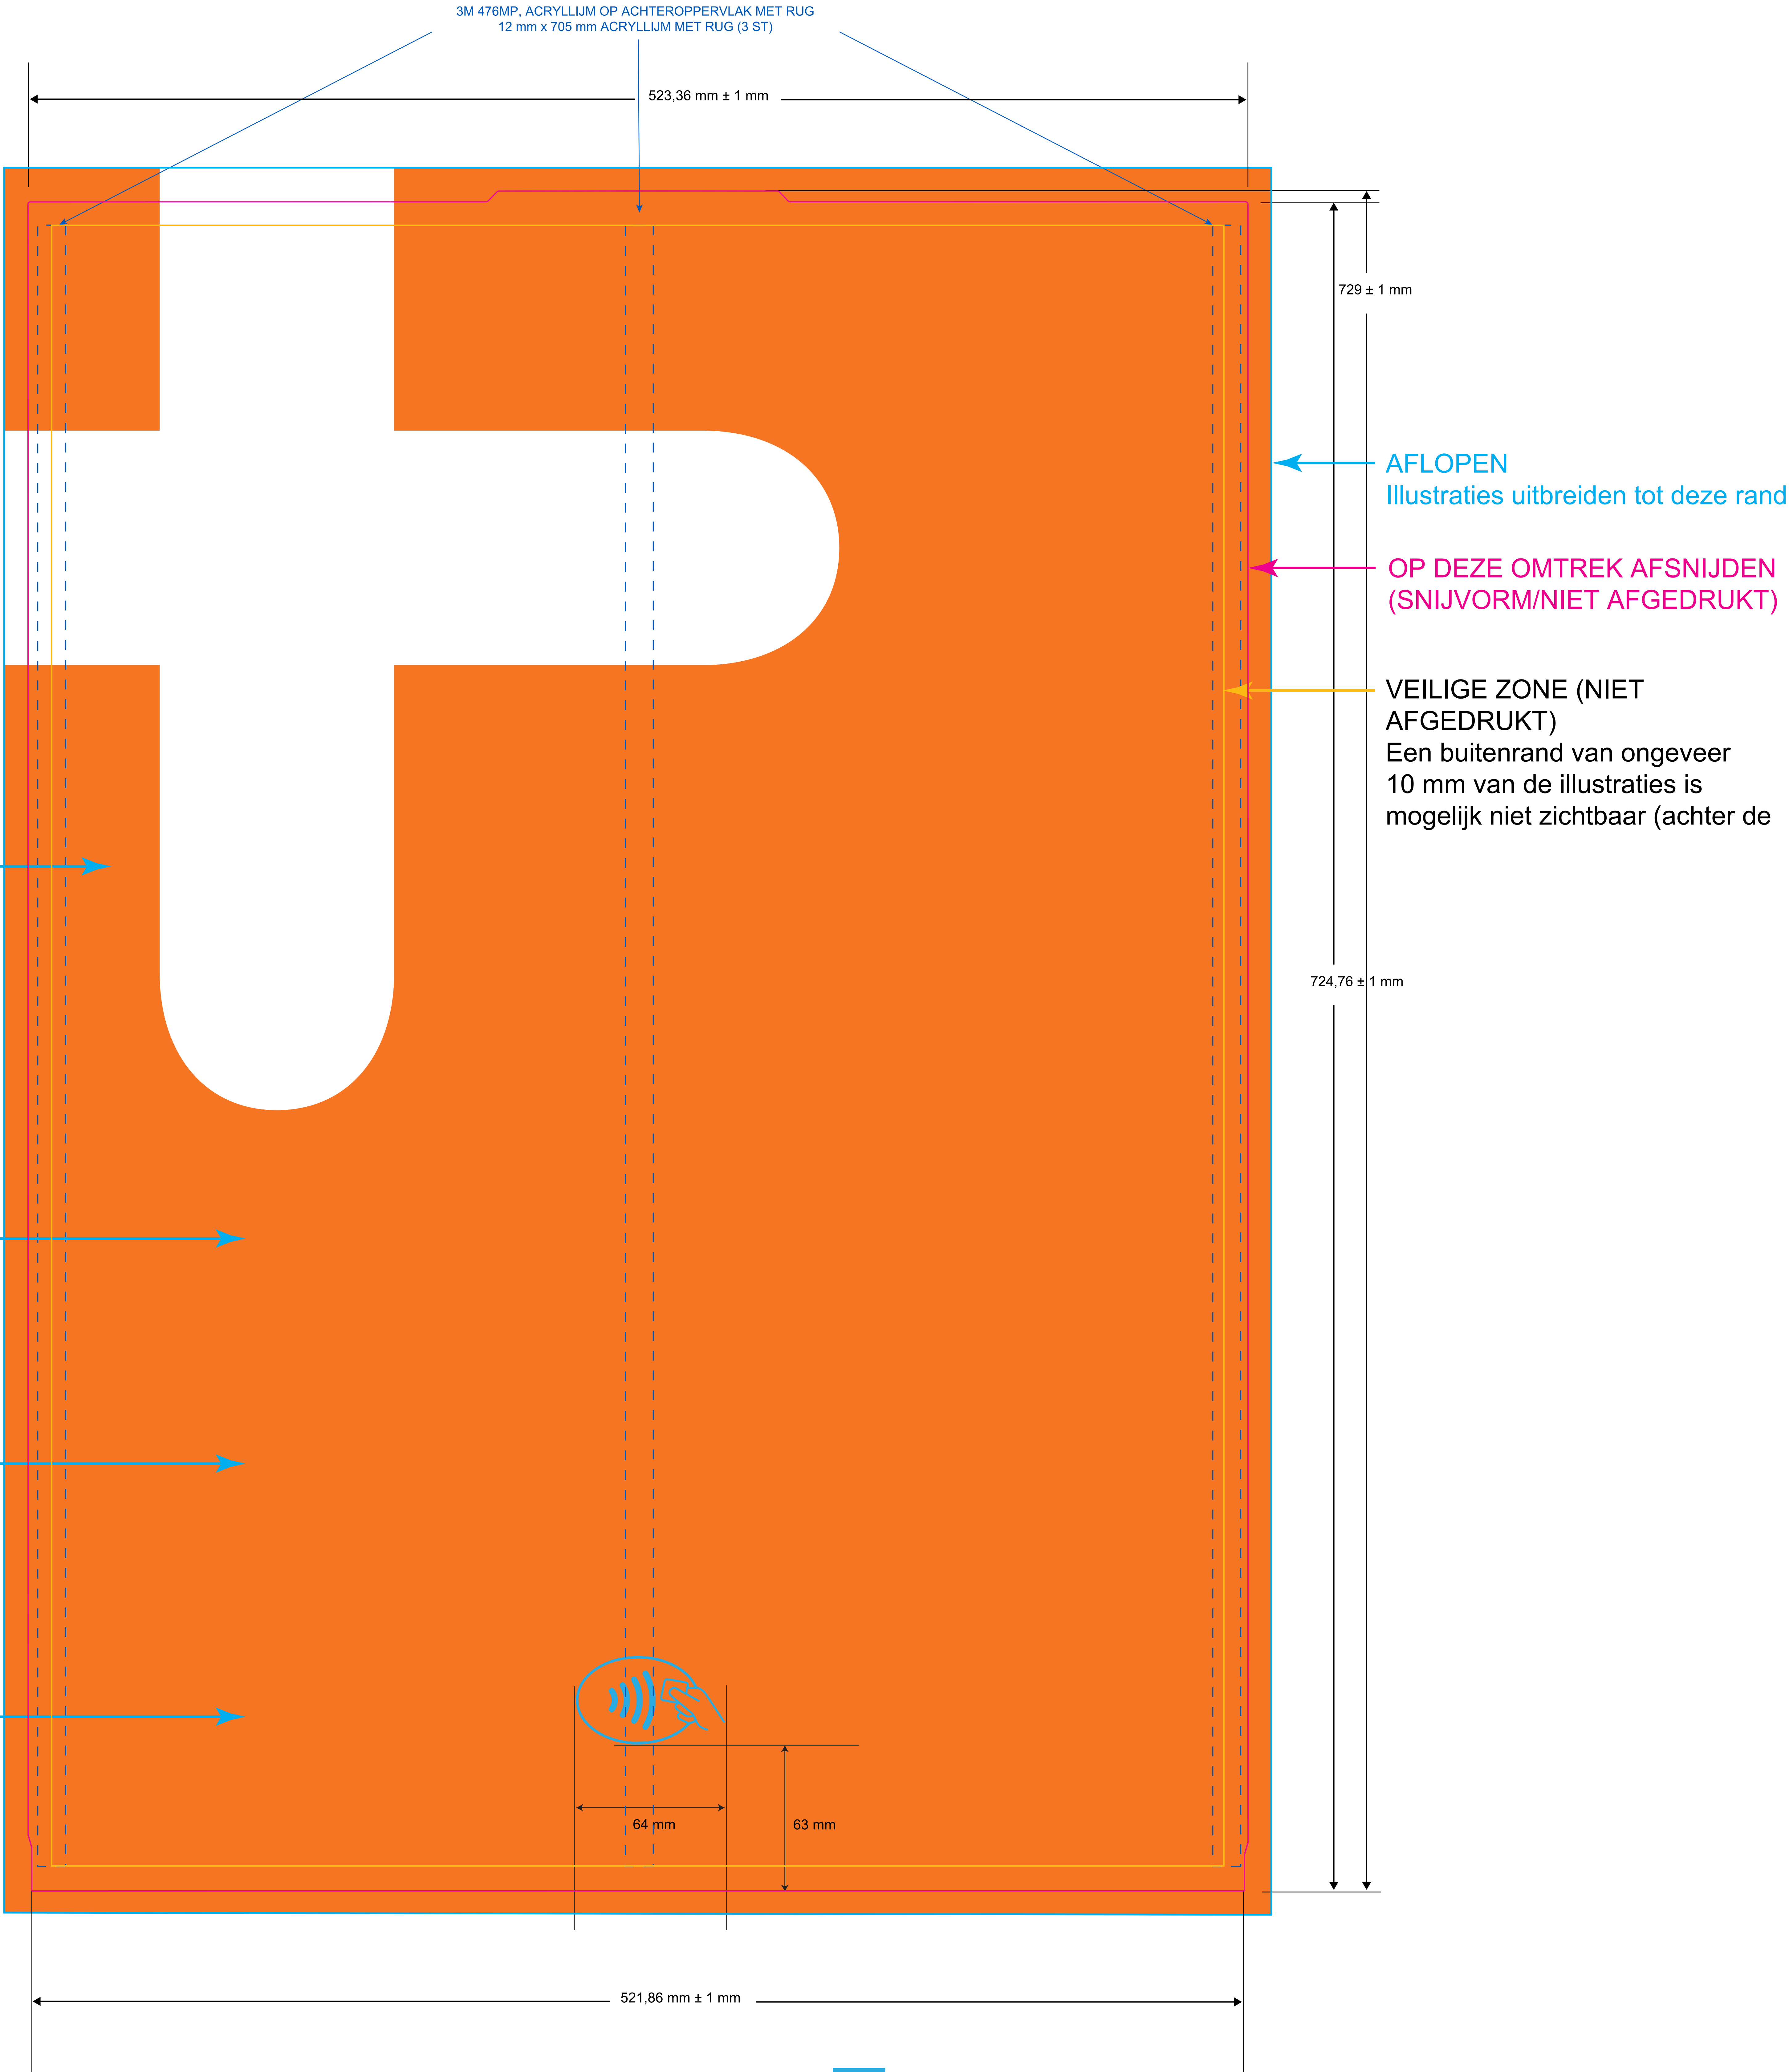 3M 476MP, ACRYLLIJM OP ACHTEROPPERVLAK MET RUG
12 mm x 705 mm ACRYLLIJM MET RUG (3 ST)
523,36 mm ± 1 mm
729 ± 1 mm
AFLOPEN
Illustraties uitbreiden tot deze rand
OP DEZE OMTREK AFSNIJDEN
(SNIJVORM/NIET AFGEDRUKT)
VEILIGE ZONE (NIET
AFGEDRUKT)
Een buitenrand van ongeveer
10 mm van de illustraties is
mogelijk niet zichtbaar (achter de
724,76 ± 1 mm
64 mm
63 mm
521,86 mm ± 1 mm